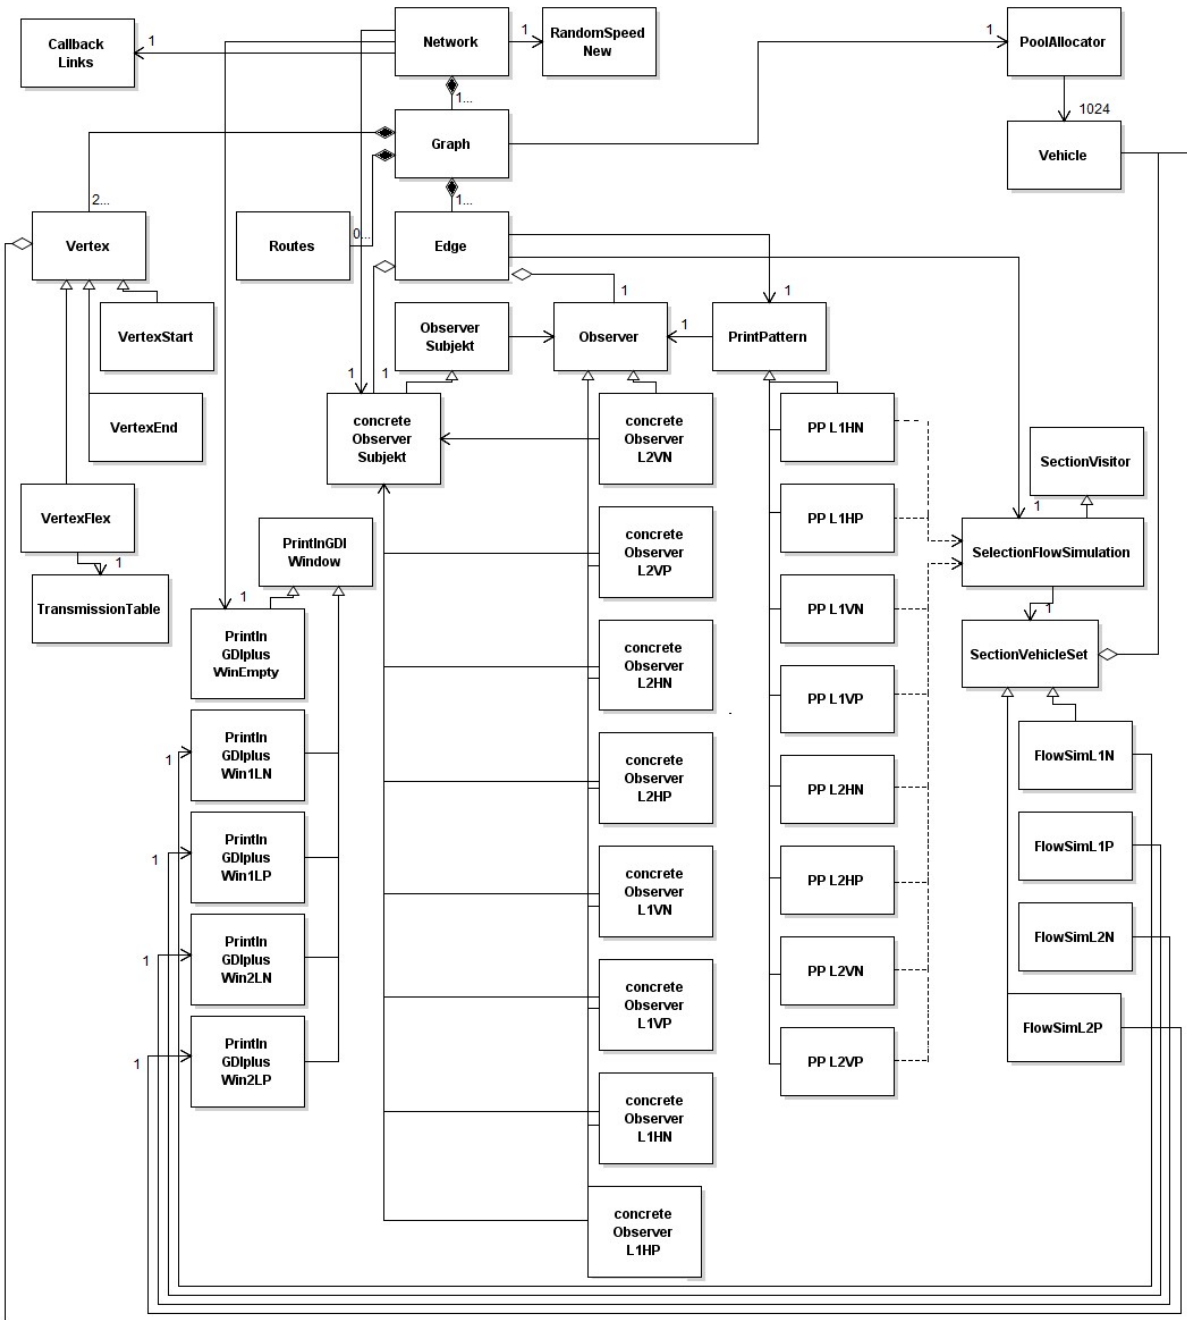 Callback
Links
1
Network
1
RandomSpeed
New
1
PoolAllocator
1...
Graph
1024
Vehicle
2...
Vertex
Routes
0...
1...
Edge
1
1
VertexStart
Observer
Subjekt
Observer
1
PrintPattern
1
1
VertexEnd
concrete
Observer
Subjekt
concrete
Observer
L2VN
PP L1HN
SectionVisitor
VertexFlex
1
TransmissionTable
PrintInGDI
Window
concrete
Observer
L2VP
PP L1HP
1
SelectionFlowSimulation
1
PrintIn
GDIplus
WinEmpty
concrete
Observer
L2HN
PP L1VN
1
SectionVehicleSet
PP L1VP
1
PrintIn
GDIplus
Win1LN
concrete
Observer
L2HP
PP L2HN
FlowSimL1N
1
PrintIn
GDIplus
Win1LP
concrete
Observer
L1VN
PP L2HP
FlowSimL1P
1
PrintIn
GDIplus
Win2LN
concrete
Observer
L1VP
PP L2VN
FlowSimL2N
1
PrintIn
GDIplus
Win2LP
concrete
Observer
L1HN
PP L2VP
FlowSimL2P
concrete
Observer
L1HP